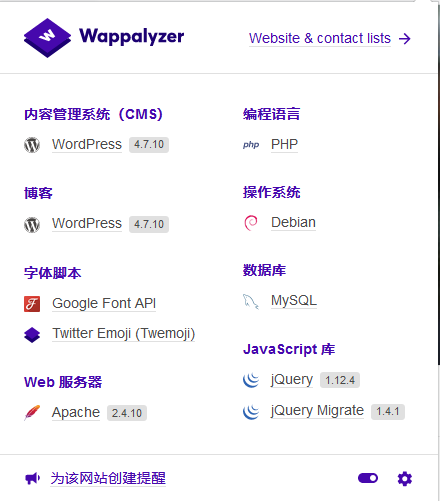 Wappalyzer
Website & contact lists
内容管理系统（CMS）
WordPress 4.7.10
博客
WordPress 4.7.10
字体脚本
Google Font API
Twitter Emoji (Twemoji)
Web 服务器
Apache 2.4.10
编程语言
php PHP
操作系统
Debian
数据库
MySQL
JavaScript 库
jQuery 1.12.4
jQuery Migrate 1.4.1
为该网站创建提醒